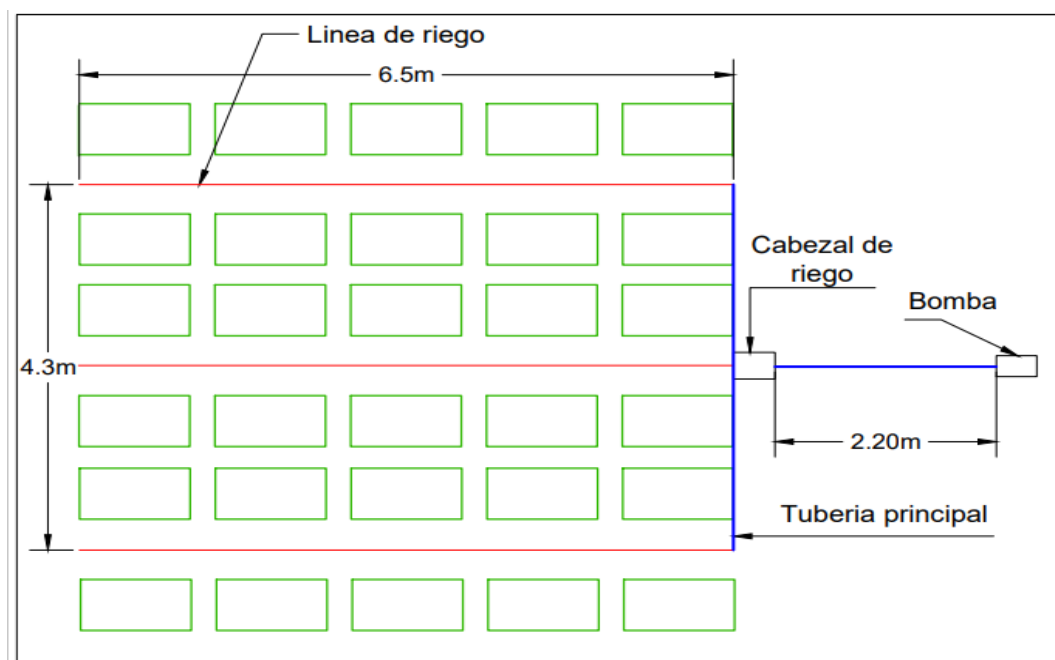 Linea de riego
6.5m
Cabezal de
riego
Bomba
4.3m
2.20m
Tuberia principal